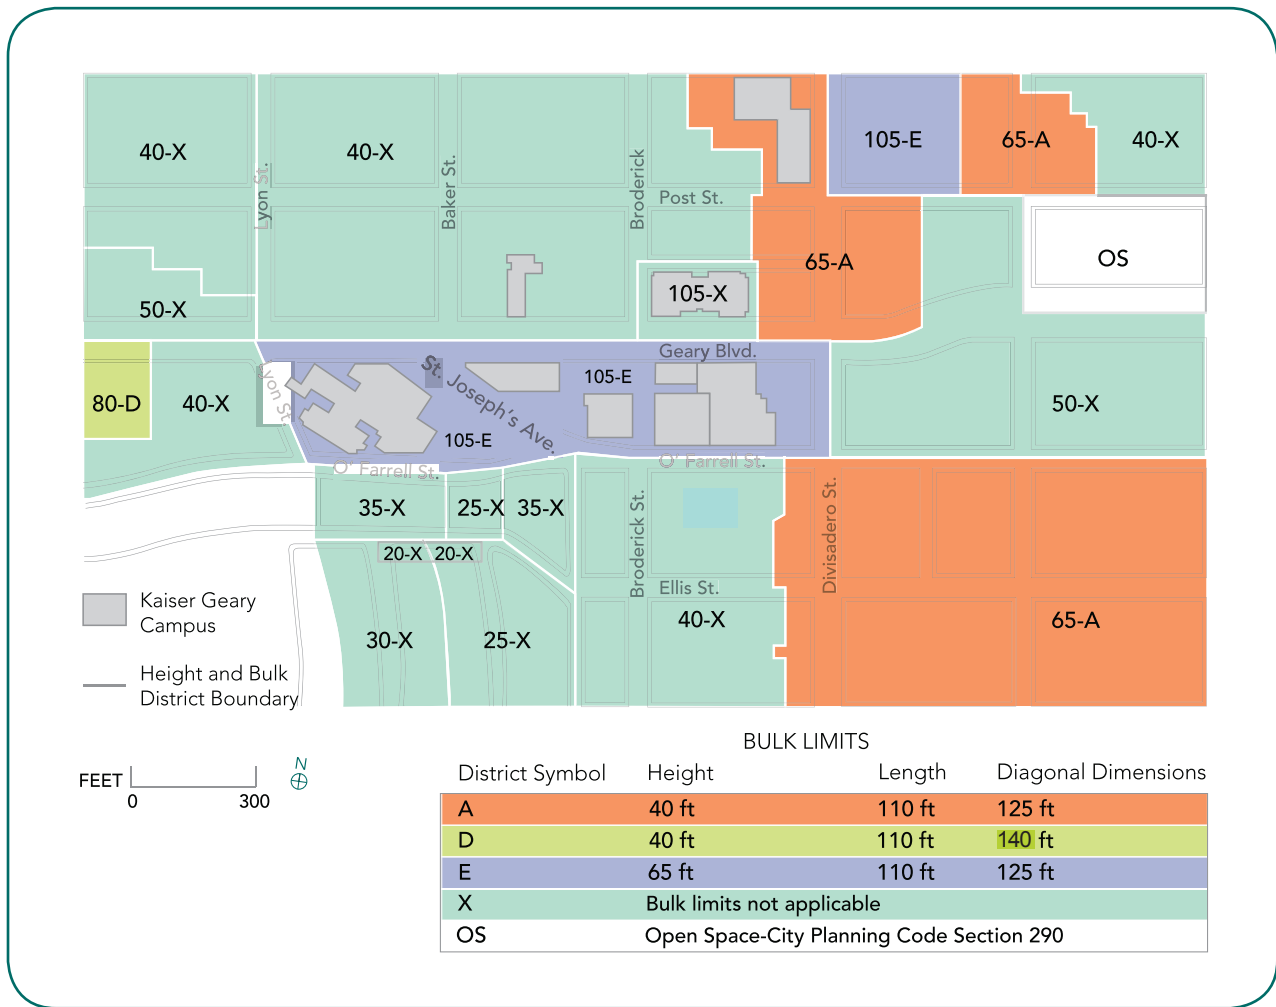 40-X
40-X
105-E
65-A
40-X
Lyon St.
Baker St.
Broderick
Post St.
65-A
OS
105-X
50-X
Geary Blvd.
St. Joseph's Ave.
105-E
80-D
40-X
yon St.
50-X
105-E
O' Farrell St.
O' Farrell St.
35-X
25-X
35-X
Broderick St.
Divisadero St.
20-X
20-X
Ellis St.
Kaiser Geary
Campus
40-X
65-A
30-X
25-X
Height and Bulk
District Boundary
BULK LIMITS
FEET
0
300
N
District Symbol Height Length Diagonal Dimensions
A 40 ft 110 ft 125 ft
D 40 ft 110 ft 140 ft
E 65 ft 110 ft 125 ft
X Bulk limits not applicable
OS Open Space-City Planning Code Section 290